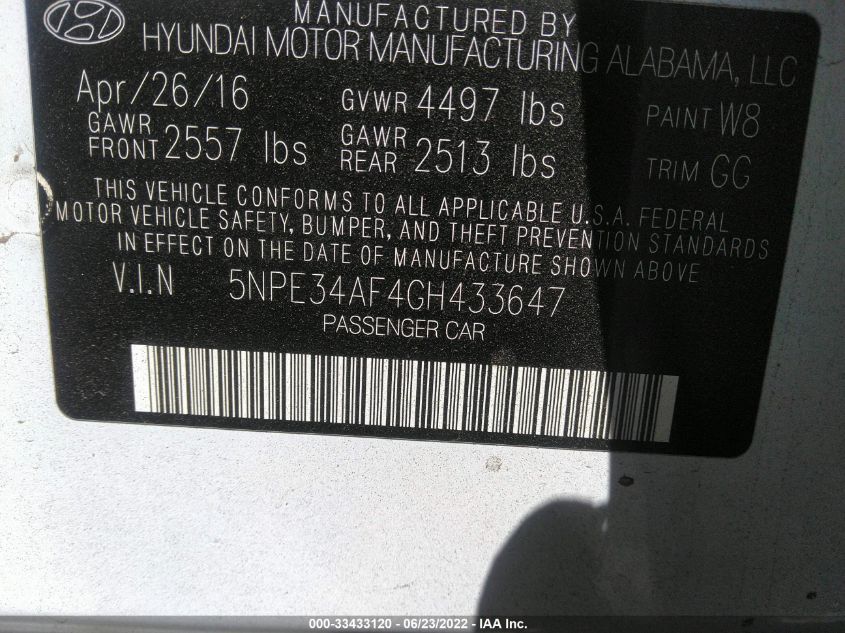 MANUFACTURED BY
HYUNDAI MOTOR MANUFACTURING ALABAMA, LLC
Apr/26/16 GVWR 4497 lbs PAINT W8
GAWR FRONT 2557 lbs GAWR REAR 2513 lbs TRIM GG
THIS VEHICLE CONFORMS TO ALL APPLICABLE U.S.A. FEDERAL
MOTOR VEHICLE SAFETY, BUMPER, AND THEFT PREVENTION STANDARDS
IN EFFECT ON THE DATE OF MANUFACTURE SHOWN ABOVE
V.I.N 5NPE34AF4GH433647
PASSENGER CAR
000-33433120 - 06/23/2022 - IAA Inc.